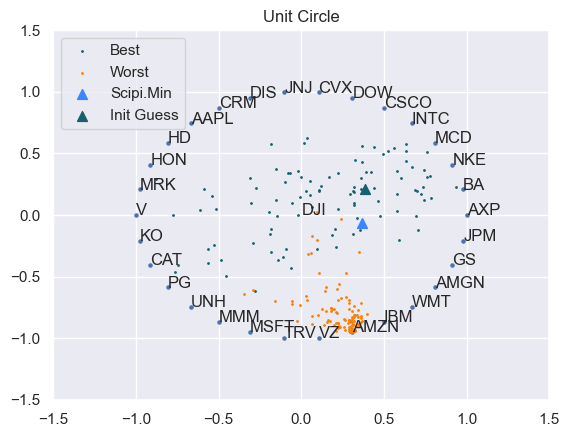 Unit Circle
1.5
1.0
0.5
0.0
−0.5
−1.0
−1.5
−1.5
−1.0
−0.5
0.0
0.5
1.0
1.5
Best
Worst
Scipi.Min
Init Guess
JNJ
CVX
DIS
DOW
CRM
CSCO
AAPL
INTC
HD
MCD
HON
NKE
MRK
BA
V
DJI
AXP
KO
JPM
CAT
GS
PG
AMGN
UNH
WMT
MMM
IBM
MSFT
AMZN
TRV
VZ